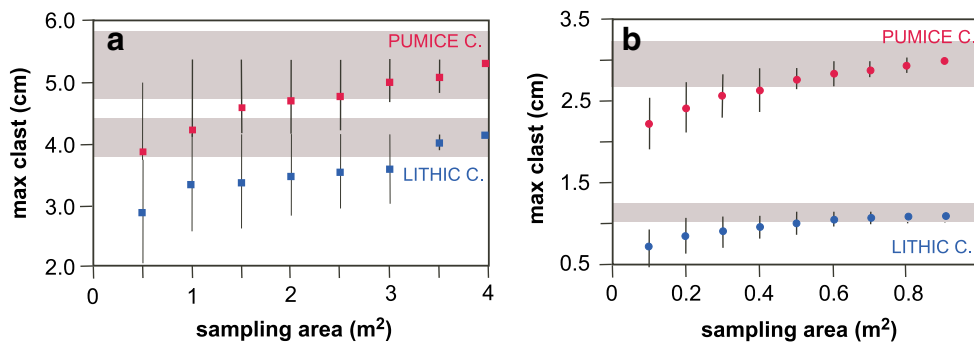 a
PUMICE C.
LITHIC C.
6.0
5.0
4.0
3.0
2.0
max clast (cm)
0 1 2 3 4
sampling area (m²)
b
PUMICE C.
LITHIC C.
3.5
2.5
1.5
0.5
max clast (cm)
0 0.2 0.4 0.6 0.8
sampling area (m²)